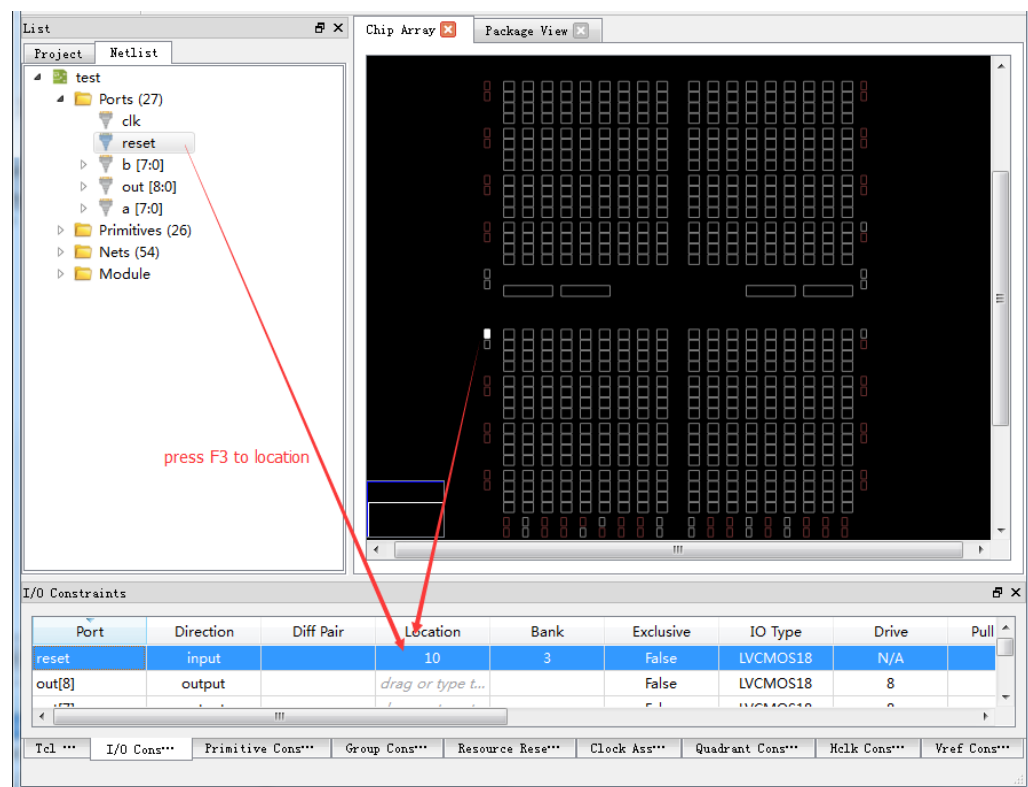 List
Project Netlist
test
Ports (27)
clk
reset
b [7:0]
out [8:0]
a [7:0]
Primitives (26)
Nets (54)
Module
Chip Array Package View
press F3 to location
I/O Constraints
Port Direction Diff Pair Location Bank Exclusive IO Type Drive Pull
reset input 10 3 False LVCMOS18 N/A
out[8] output drag or type t... False LVCMOS18 8
Tcl ... I/O Cons... Primitive Cons... Group Cons... Resource Rese... Clock Ass... Quadrant Cons... Hclk Cons... Vref Cons...